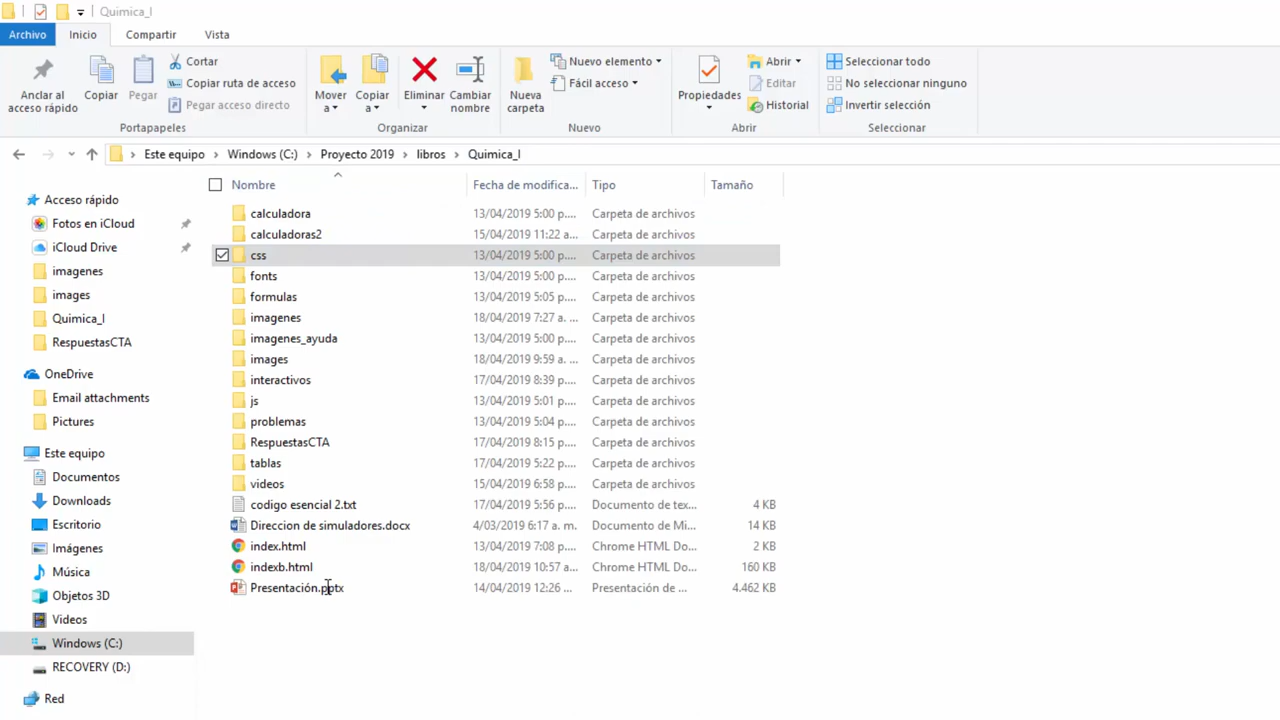 Quimica_I
Archivo Inicio Compartir Vista
Anclar al acceso rápido
Copiar
Pegar
Cortar
Copiar ruta de acceso
Pegar acceso directo
Portapapeles
Mover a
Copiar a
Eliminar
Cambiar nombre
Organizar
Nueva carpeta
Nuevo elemento
Fácil acceso
Nuevo
Propiedades
Abrir
Editar
Historial
Abrir
Seleccionar todo
No seleccionar ninguno
Invertir selección
Seleccionar
Este equipo Windows (C:) Proyecto 2019 libros Quimica_I
Acceso rápido
Fotos en iCloud
iCloud Drive
imagenes
images
Quimica_I
RespuestasCTA
OneDrive
Email attachments
Pictures
Este equipo
Documentos
Downloads
Escritorio
Imágenes
Música
Objetos 3D
Videos
Windows (C:)
RECOVERY (D:)
Red
Nombre Fecha de modifica... Tipo Tamaño
calculadora 13/04/2019 5:00 p.... Carpeta de archivos
calculadoras2 15/04/2019 11:22 a... Carpeta de archivos
css 13/04/2019 5:00 p.... Carpeta de archivos
fonts 13/04/2019 5:00 p.... Carpeta de archivos
formulas 13/04/2019 5:05 p.... Carpeta de archivos
imagenes 18/04/2019 7:27 a. ... Carpeta de archivos
imagenes_ayuda 13/04/2019 5:00 p.... Carpeta de archivos
images 18/04/2019 9:59 a. ... Carpeta de archivos
interactivos 17/04/2019 8:39 p.... Carpeta de archivos
js 13/04/2019 5:01 p.... Carpeta de archivos
problemas 13/04/2019 5:04 p.... Carpeta de archivos
RespuestasCTA 17/04/2019 8:15 p.... Carpeta de archivos
tablas 17/04/2019 5:22 p.... Carpeta de archivos
videos 15/04/2019 6:58 p.... Carpeta de archivos
codigo esencial 2.txt 17/04/2019 5:56 p.... Documento de tex... 4 KB
Direccion de simuladores.docx 4/03/2019 6:17 a. m. Documento de Mi... 14 KB
index.html 13/04/2019 7:08 p.... Chrome HTML Do... 2 KB
indexb.html 18/04/2019 10:57 a... Chrome HTML Do... 160 KB
Presentación.pptx 14/04/2019 12:26 ... Presentación de ... 4.462 KB